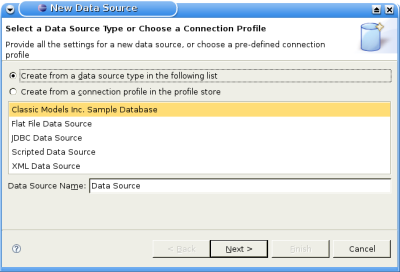 New Data Source
Select a Data Source Type or Choose a Connection Profile
Provide all the settings for a new data source, or choose a pre-defined connection
profile
Create from a data source type in the following list
Create from a connection profile in the profile store
Classic Models Inc. Sample Database
Flat File Data Source
JDBC Data Source
Scripted Data Source
XML Data Source
Data Source Name: Data Source
< Back Next > Finish Cancel